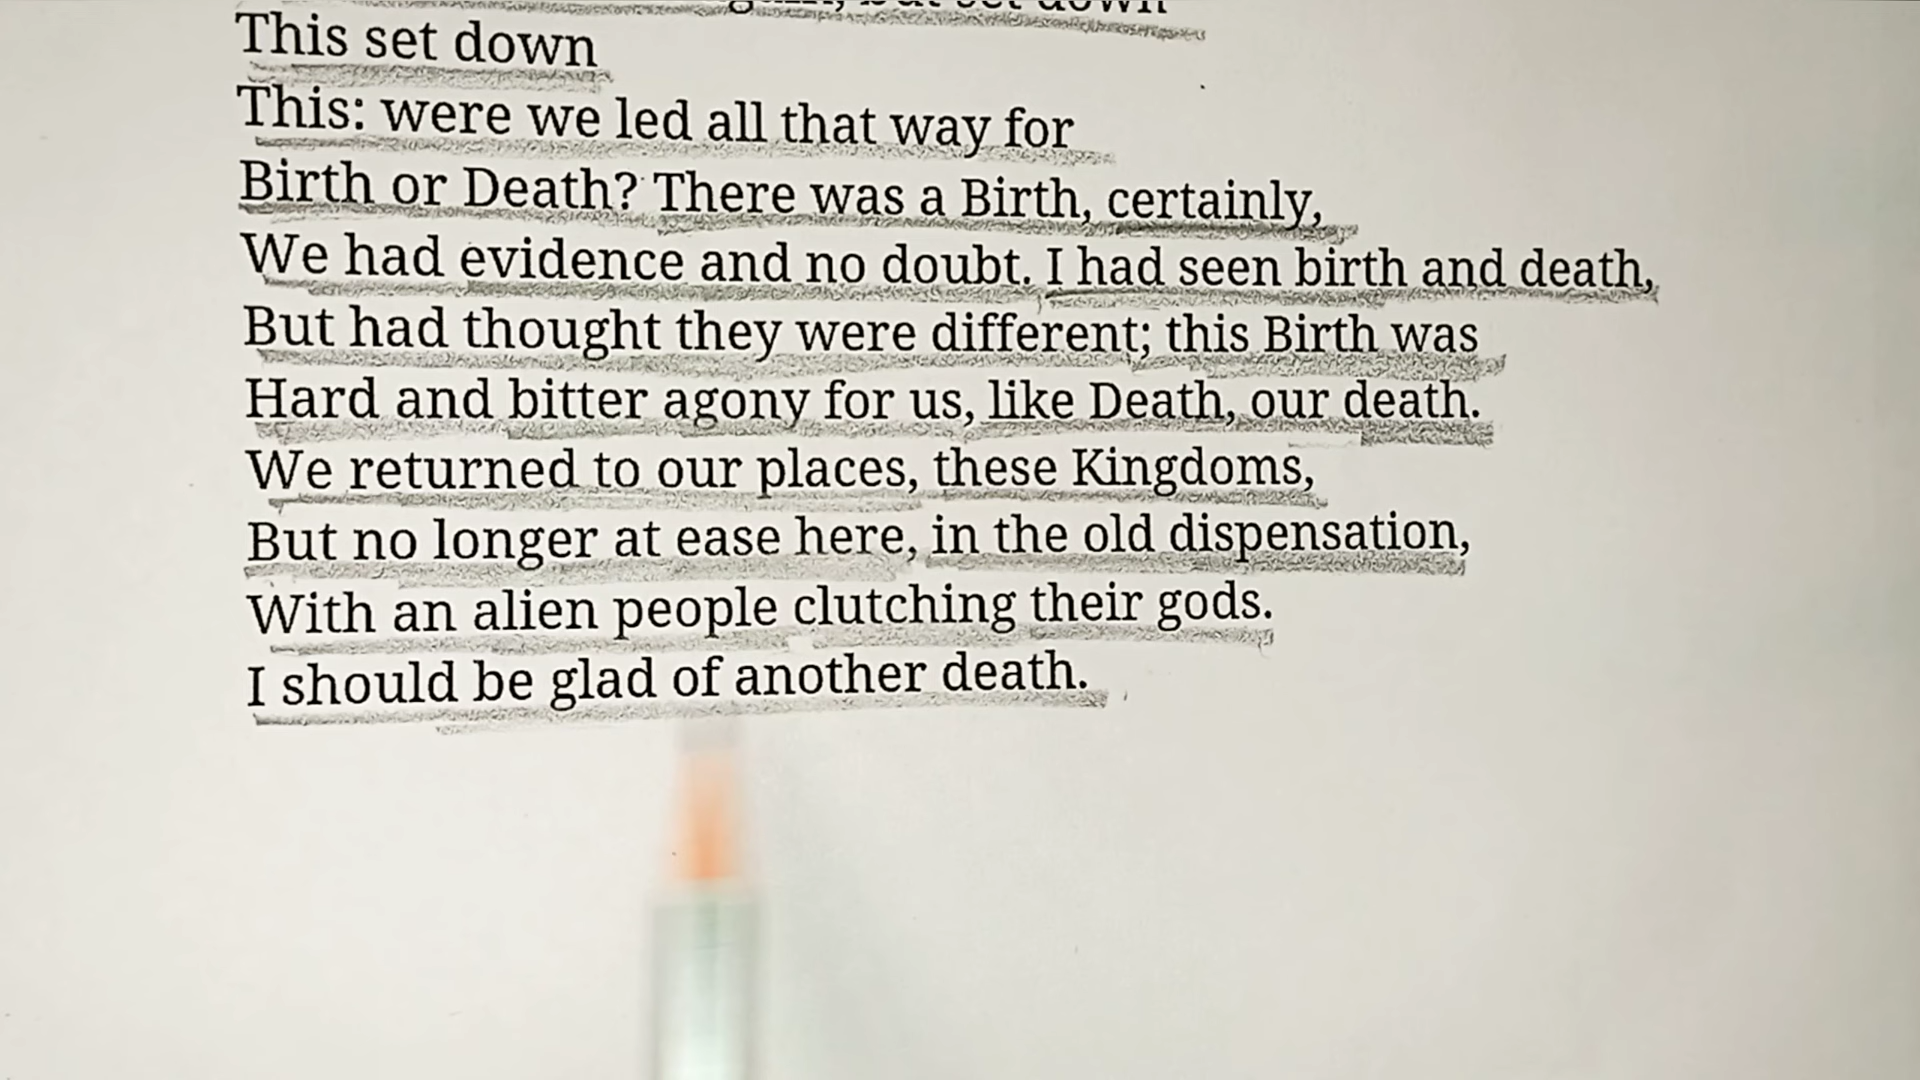 set down
This set down
This: were we led all that way for
Birth or Death? There was a Birth, certainly,
We had evidence and no doubt. I had seen birth and death,
But had thought they were different; this Birth was
Hard and bitter agony for us, like Death, our death.
We returned to our places, these Kingdoms,
But no longer at ease here, in the old dispensation,
With an alien people clutching their gods.
I should be glad of another death.